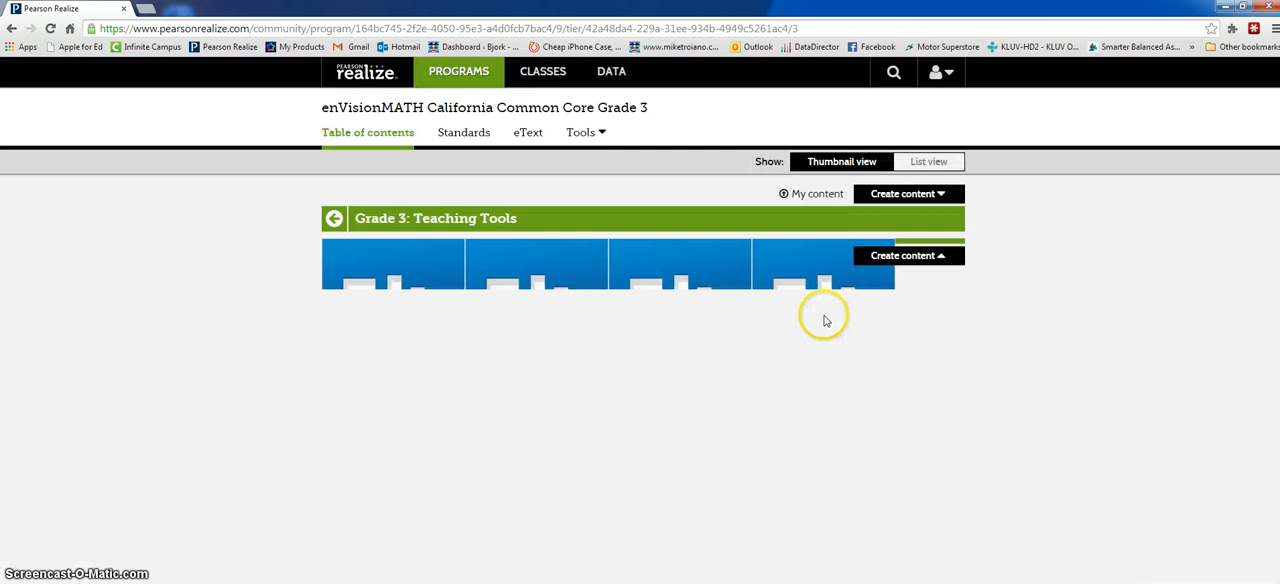 Pearson Realize
https://www.pearsonrealize.com/community/program/164bc745-2f2e-4050-95e3-a4d0fcb7bac4/9/tier/42a48da4-229a-31ee-934b-4949c5261ac4/3
Apps Apple for Ed Infinite Campus Pearson Realize My Products Gmail Hotmail Dashboard ‹ Bjork - ... Cheap iPhone Case, ... www.miketroiano.c... Outlook DataDirector Facebook Motor Superstore KLUV-HD2 - KLUV O... Smarter Balanced As... » Other bookmarks
PEARSON
realize PROGRAMS CLASSES DATA
enVisionMATH California Common Core Grade 3
Table of contents Standards eText Tools
Show: Thumbnail view List view
My content Create content
Grade 3: Teaching Tools
Create content
Screencast-O-Matic.com